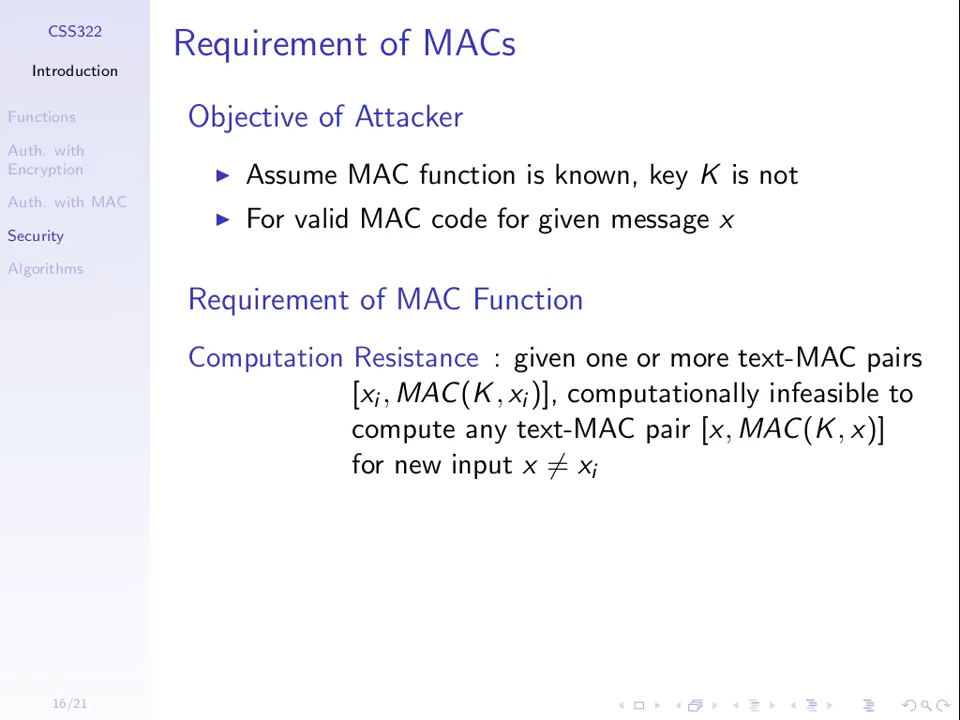 CSS322
Introduction
Functions
Auth. with
Encryption
Auth. with MAC
Security
Algorithms
Requirement of MACs
Objective of Attacker
▶ Assume MAC function is known, key K is not
▶ For valid MAC code for given message x
Requirement of MAC Function
Computation Resistance : given one or more text-MAC pairs
[xᵢ, MAC(K, xᵢ)], computationally infeasible to
compute any text-MAC pair [x, MAC(K, x)]
for new input x ≠ xᵢ
16/21